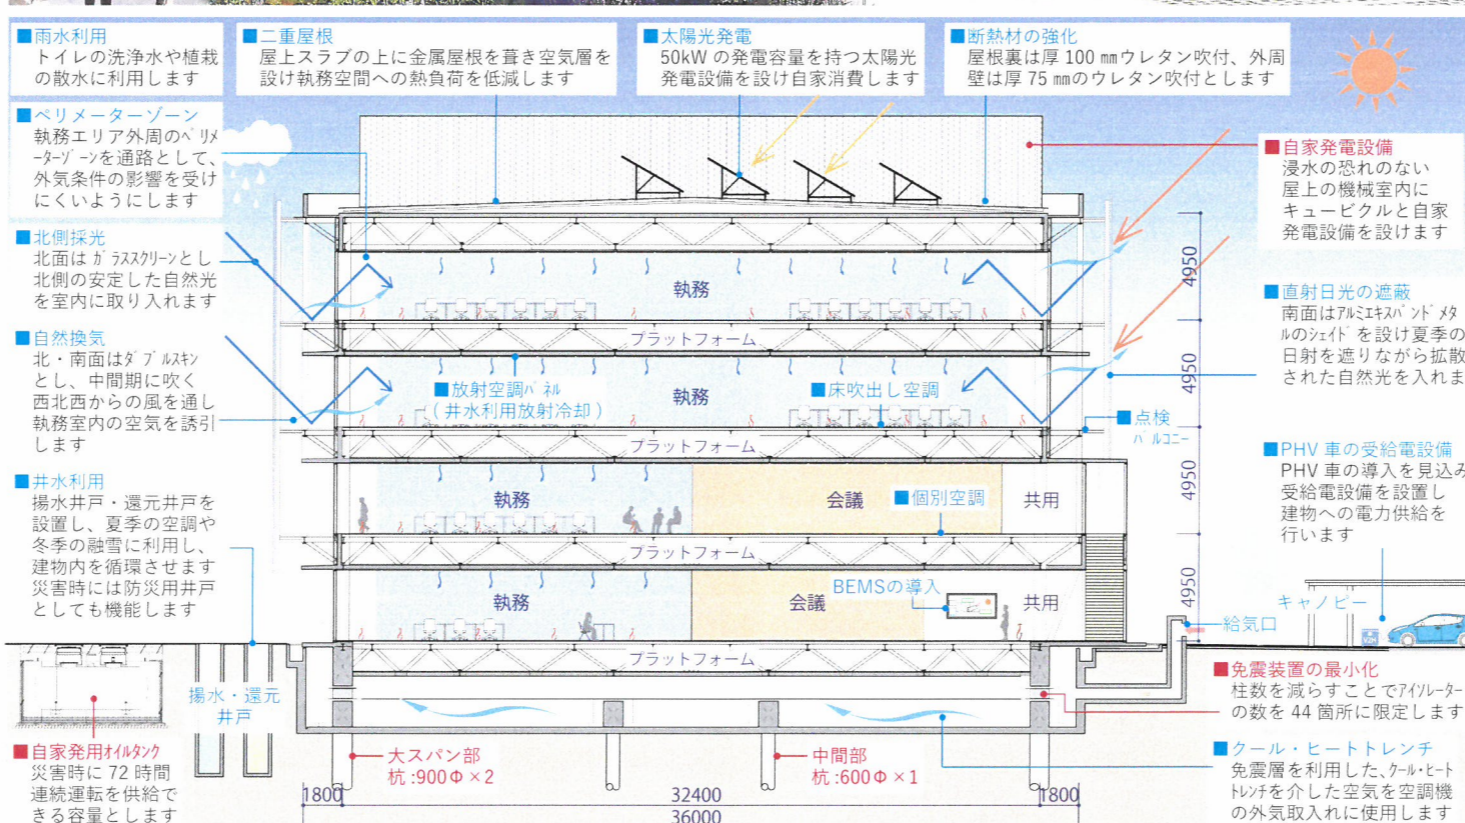 ■雨水利用
トイレの洗浄水や植栽
の散水に利用します
■二重屋根
屋上スラブの上に金属屋根を葺き空気層を
設け執務空間への熱負荷を低減します
■太陽光発電
50kW の発電容量を持つ太陽光
発電設備を設け自家消費します
■断熱材の強化
屋根裏は厚 100 ㎜ウレタン吹付、外周
壁は厚 75 ㎜のウレタン吹付とします
■ペリメーターゾーン
執務エリア外周のペリメ
ーターゾーンを通路として、
外気条件の影響を受け
にくいようにします
■北側採光
北面はガラススクリーンとし
北側の安定した自然光
を室内に取り入れます
■自然換気
北・南面はダブルスキン
とし、中間期に吹く
西北西からの風を通し
執務室内の空気を誘引
します
■井水利用
揚水井戸・還元井戸を
設置し、夏季の空調や
冬季の融雪に利用し、
建物内を循環させます
災害時には防災用井戸
としても機能します
■自家発電設備
浸水の恐れのない
屋上の機械室内に
キュービクルと自家
発電設備を設けます
■直射日光の遮蔽
南面はアルミエキスパンドメタ
ルのシェイドを設け夏季の
日射を遮りながら拡散
された自然光を入れま
■点検
バルコニー
■PHV 車の受給電設備
PHV 車の導入を見込み
受給電設備を設置し
建物への電力供給を
行います
執務
プラットフォーム
■放射空調パネル
(井水利用放射冷却)
執務
■床吹出し空調
プラットフォーム
執務
会議
■個別空調
共用
プラットフォーム
執務
会議
BEMSの導入
共用
プラットフォーム
4950
4950
4950
4950
キャノピー
給気口
揚水・還元
井戸
■自家発用オイルタンク
災害時に 72 時間
連続運転を供給で
きる容量とします
大スパン部
杭:900Φ×2
中間部
杭:600Φ×1
■免震装置の最小化
柱数を減らすことでアイソレーター
の数を 44 箇所に限定します
■クール・ヒートトレンチ
免震層を利用した、クール・ヒート
トレンチを介した空気を空調機
の外気取入れに使用します
1800
32400
1800
36000